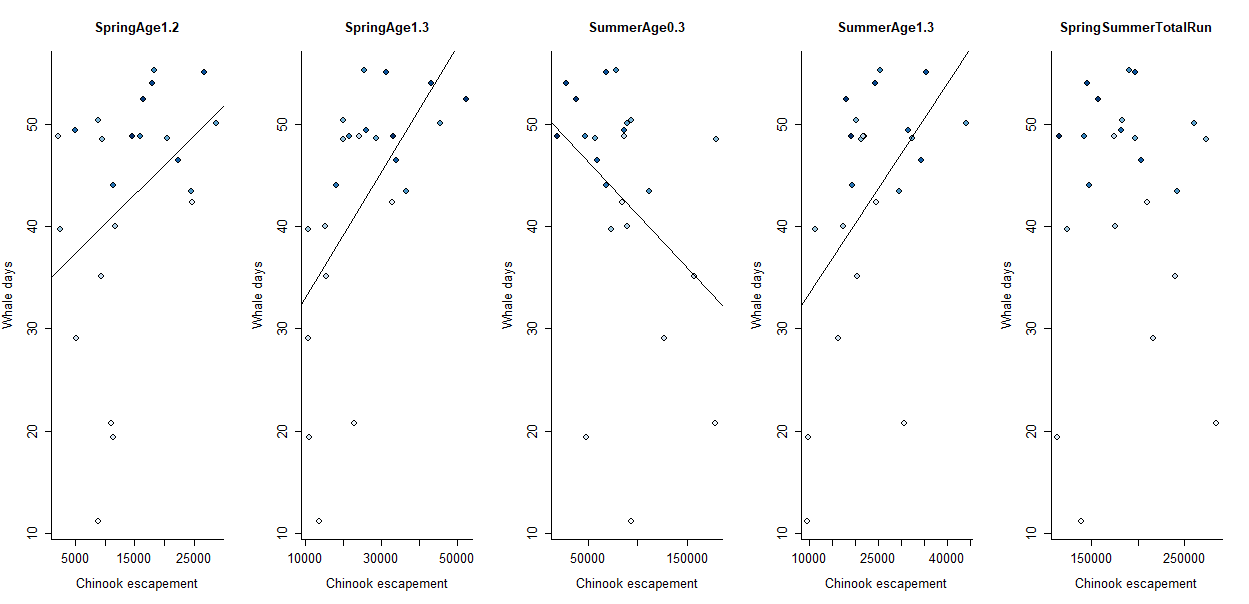 SpringAge1.2
Whale days
50
40
30
20
10
5000 15000 25000
Chinook escapement
SpringAge1.3
Whale days
50
40
30
20
10
10000 30000 50000
Chinook escapement
SummerAge0.3
Whale days
50
40
30
20
10
50000 150000
Chinook escapement
SummerAge1.3
Whale days
50
40
30
20
10
10000 25000 40000
Chinook escapement
SpringSummerTotalRun
Whale days
50
40
30
20
10
150000 250000
Chinook escapement